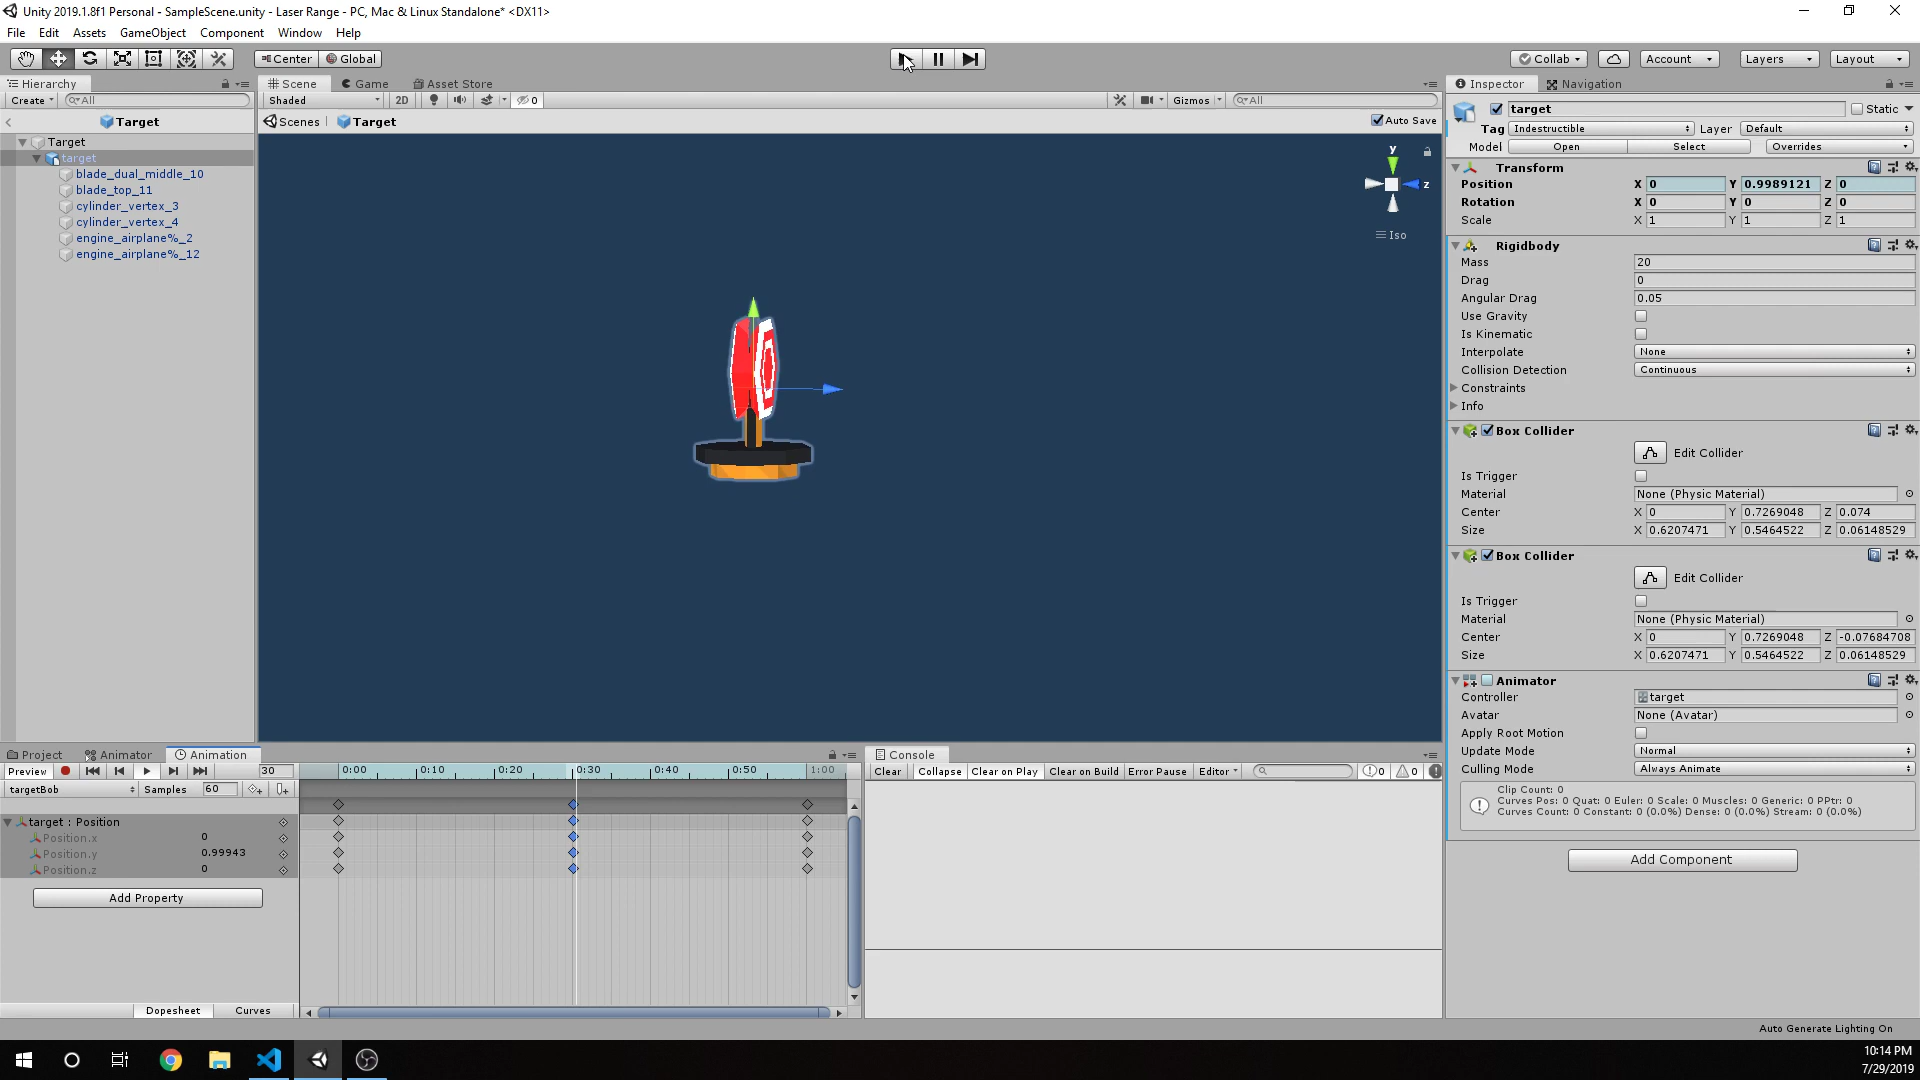 Unity 2019.1.8f1 Personal - SampleScene.unity - Laser Range - PC, Mac & Linux Standalone* <DX11>
File Edit Assets GameObject Component Window Help
Center Global
Collab Account Layers Layout
Hierarchy
Create All
Target
Target
target
blade_dual_middle_10
blade_top_11
cylinder_vertex_3
cylinder_vertex_4
engine_airplane%_2
engine_airplane%_12
Scene Game Asset Store
Shaded 2D 0 Gizmos All
Scenes Target Auto Save
y
z
Iso
Inspector Navigation
target Static
Tag Indestructible Layer Default
Model Open Select Overrides
Transform
Position X 0 Y 0.9989121 Z 0
Rotation X 0 Y 0 Z 0
Scale X 1 Y 1 Z 1
Rigidbody
Mass 20
Drag 0
Angular Drag 0.05
Use Gravity
Is Kinematic
Interpolate None
Collision Detection Continuous
Constraints
Info
Box Collider
Edit Collider
Is Trigger
Material None (Physic Material)
Center X 0 Y 0.7269048 Z 0.074
Size X 0.6207471 Y 0.5464522 Z 0.06148529
Box Collider
Edit Collider
Is Trigger
Material None (Physic Material)
Center X 0 Y 0.7269048 Z -0.07684708
Size X 0.6207471 Y 0.5464522 Z 0.06148529
Animator
Controller target
Avatar None (Avatar)
Apply Root Motion
Update Mode Normal
Culling Mode Always Animate
Clip Count: 0
Curves Pos: 0 Quat: 0 Euler: 0 Scale: 0 Muscles: 0 Generic: 0 PPtr: 0
Curves Count: 0 Constant: 0 (0.0%) Dense: 0 (0.0%) Stream: 0 (0.0%)
Add Component
Project Animator Animation
Preview 30 0:00 0:10 0:20 0:30 0:40 0:50 1:00
targetBob Samples 60
target : Position
Position.x 0
Position.y 0.99943
Position.z 0
Add Property
Dopesheet Curves
Console
Clear Collapse Clear on Play Clear on Build Error Pause Editor 0 0
Auto Generate Lighting On
10:14 PM
7/29/2019